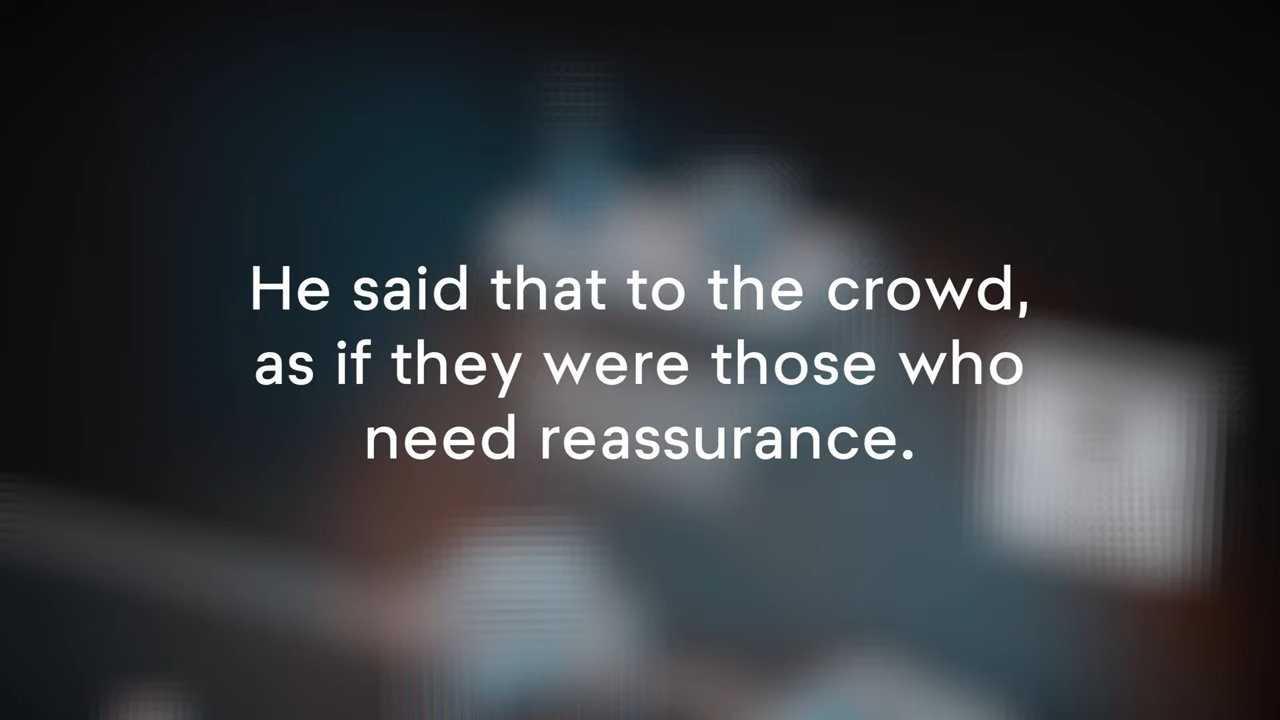 He said that to the crowd,
as if they were those who
need reassurance.